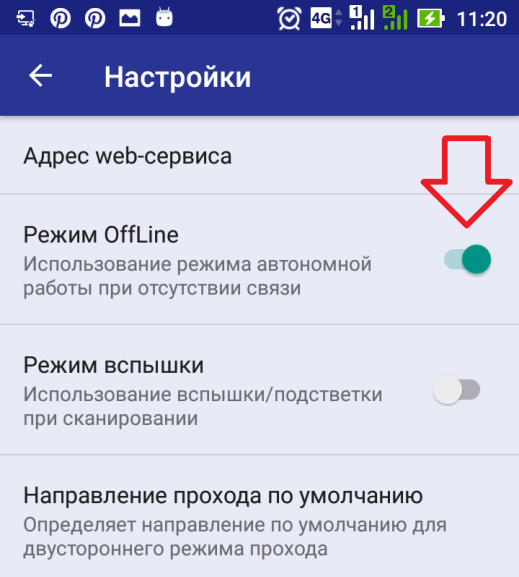 4G 1 2 11:20
Настройки
Адрес web-сервиса
Режим OffLine
Использование режима автономной
работы при отсутствии связи
Режим вспышки
Использование вспышки/подстветки
при сканировании
Направление прохода по умолчанию
Определяет направление по умолчанию для
двустороннего режима прохода